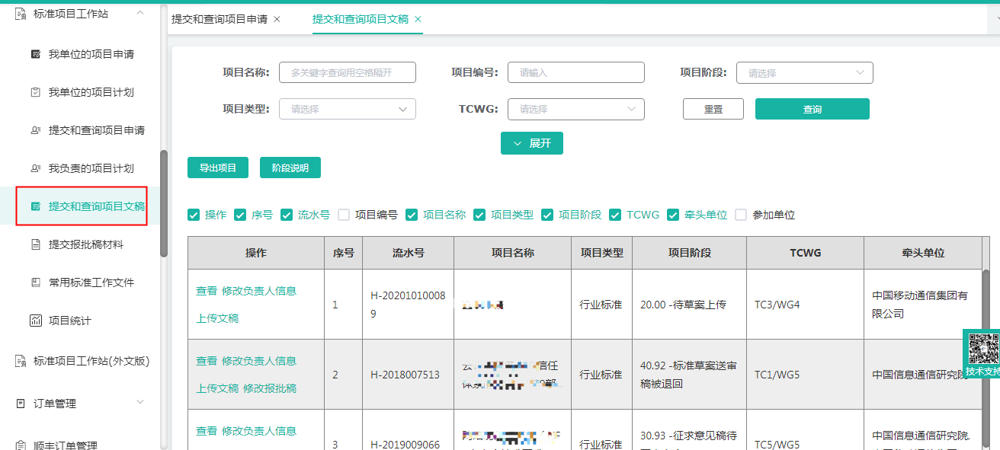 标准项目工作站
我单位的项目申请
我单位的项目计划
提交和查询项目申请
我负责的项目计划
提交和查询项目文稿
提交报批稿材料
常用标准工作文件
项目统计
标准项目工作站(外文版)
订单管理
顺丰订单管理
提交和查询项目申请 ×
提交和查询项目文稿 ×
项目名称: 多关键字查询用空格隔开 项目编号: 请输入 项目阶段: 请选择
项目类型: 请选择 TCWG: 请选择 重置 查询
展开
导出项目 阶段说明
操作 序号 流水号 项目编号 项目名称 项目类型 项目阶段 TCWG 牵头单位 参加单位
操作 序号 流水号 项目名称 项目类型 项目阶段 TCWG 牵头单位
查看 修改负责人信息
上传文稿
1
H-20201010008
9
行业标准
20.00 -待草案上传
TC3/WG4
中国移动通信集团有
限公司
查看 修改负责人信息
上传文稿 修改报批稿
2
H-2018007513
信任
行业标准
40.92 -标准草案送审
稿被退回
TC1/WG5
中国信息通信研究院
查看 修改负责人信息
3
H-2019009066
行业标准
30.93 -征求意见稿待
TC5/WG5
中国信息通信研究院,
技术支持